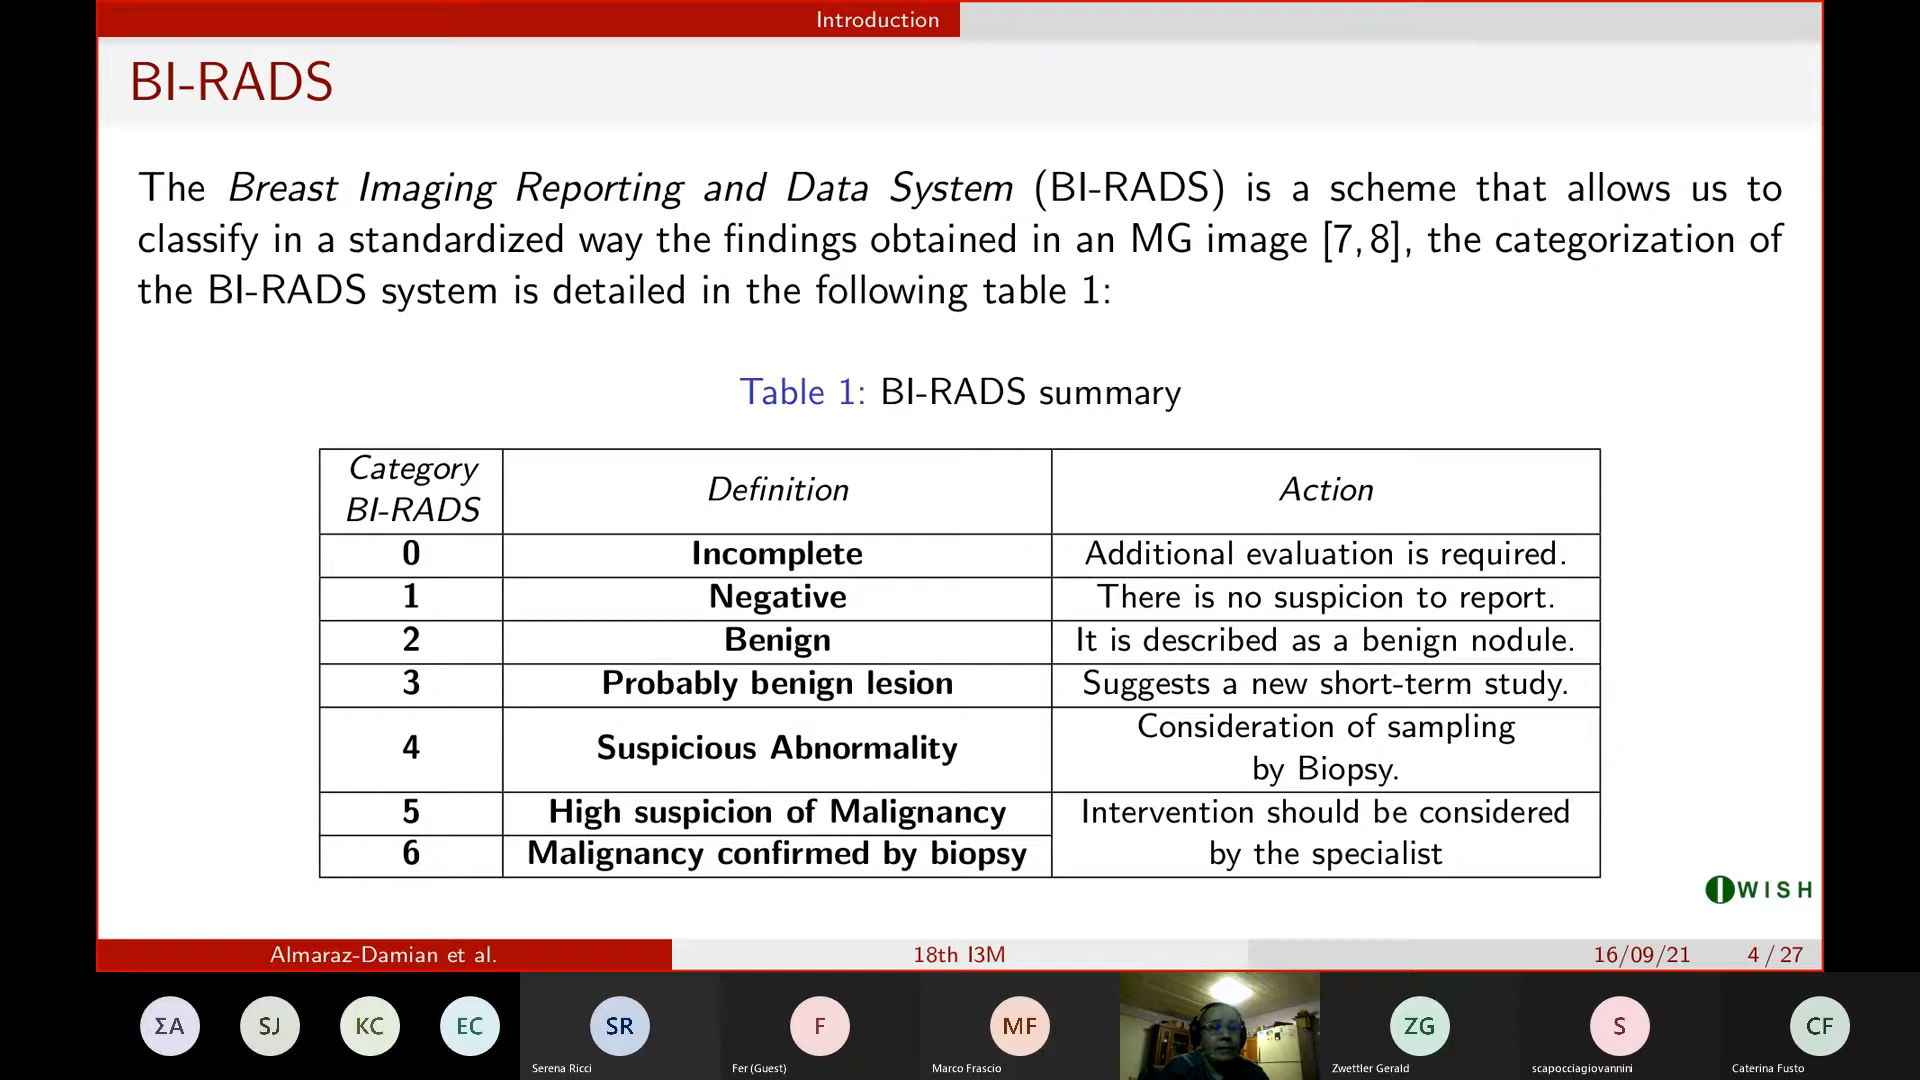 Introduction
BI-RADS
The Breast Imaging Reporting and Data System (BI-RADS) is a scheme that allows us to
classify in a standardized way the findings obtained in an MG image [7, 8], the categorization of
the BI-RADS system is detailed in the following table 1:
Table 1: BI-RADS summary
Category BI-RADS Definition Action
0 Incomplete Additional evaluation is required.
1 Negative There is no suspicion to report.
2 Benign It is described as a benign nodule.
3 Probably benign lesion Suggests a new short-term study.
4 Suspicious Abnormality Consideration of sampling
by Biopsy.
5 High suspicion of Malignancy Intervention should be considered
6 Malignancy confirmed by biopsy by the specialist
WISH
Almaraz-Damian et al. 18th I3M 16/09/21 4 / 27
ΣA SJ KC EC SR F MF ZG S CF
Serena Ricci Fer (Guest) Marco Frascio Zwettler Gerald scapocciagiovannini Caterina Fusto